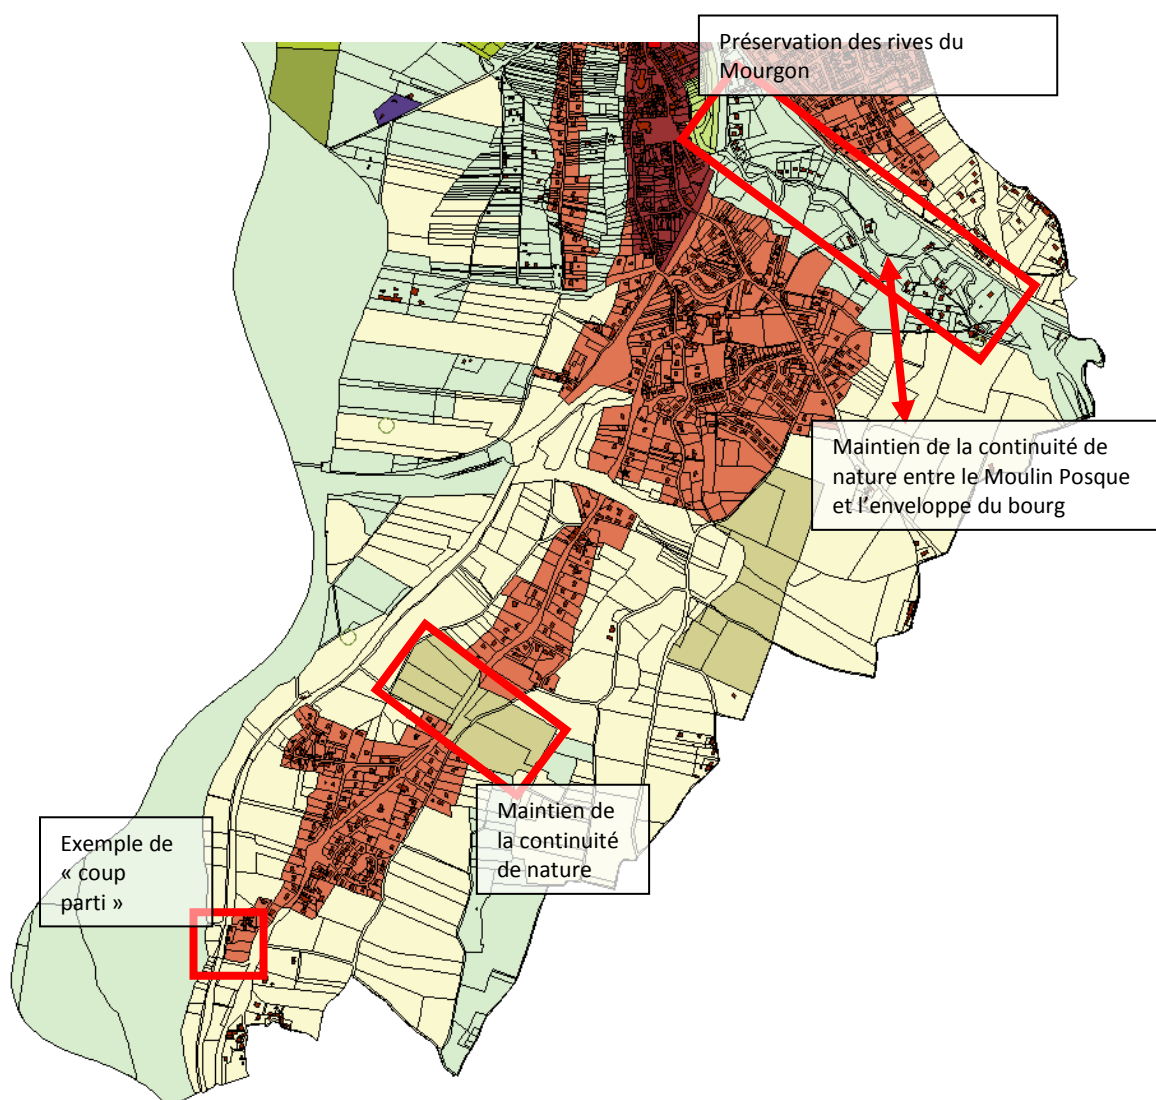 Préservation des rives du
Mourgon
Maintien de la continuité de
nature entre le Moulin Posque
et l’enveloppe du bourg
Maintien de
la continuité
de nature
Exemple de
« coup
parti »